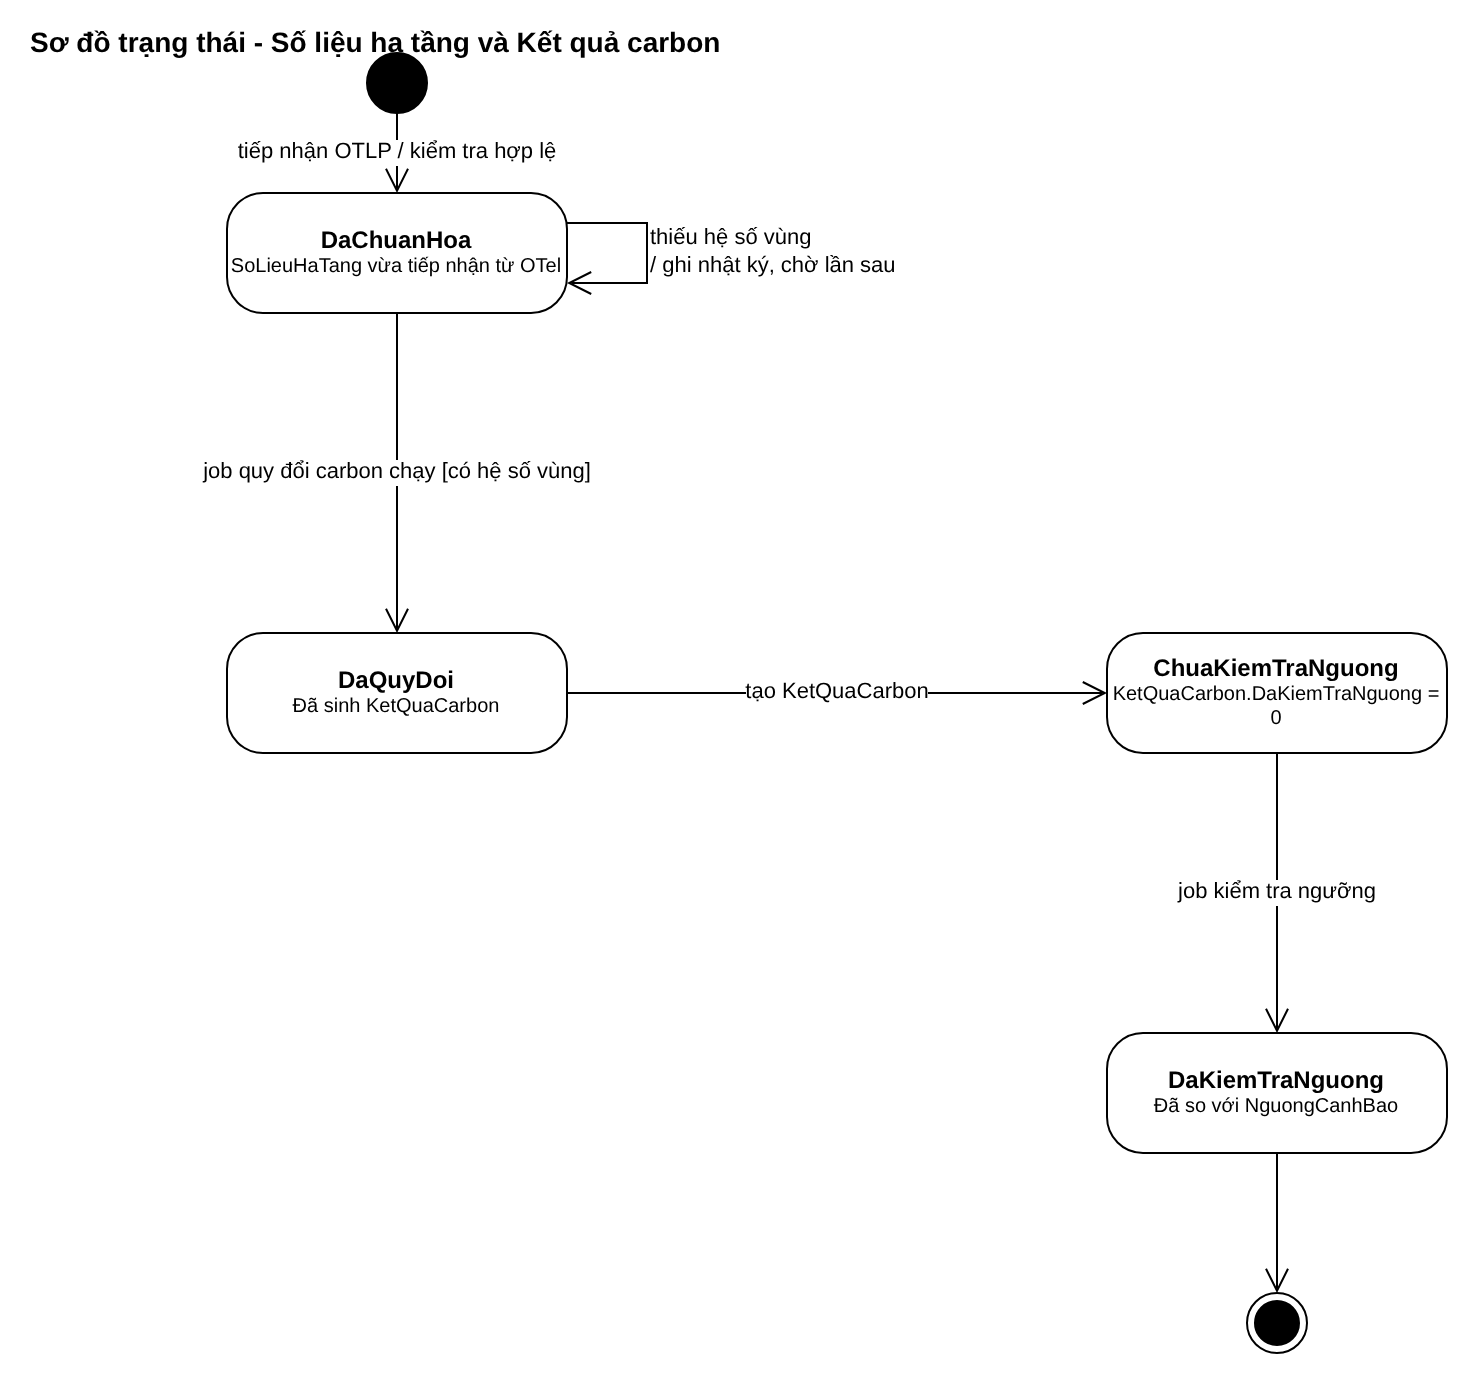 Sơ đồ trạng thái - Số liệu hạ tầng và Kết quả carbon
tiếp nhận OTLP / kiểm tra hợp lệ
DaChuanHoa
SoLieuHaTang vừa tiếp nhận từ OTel
thiếu hệ số vùng
/ ghi nhật ký, chờ lần sau
job quy đổi carbon chạy [có hệ số vùng]
DaQuyDoi
Đã sinh KetQuaCarbon
tạo KetQuaCarbon
ChuaKiemTraNguong
KetQuaCarbon.DaKiemTraNguong =
0
job kiểm tra ngưỡng
DaKiemTraNguong
Đã so với NguongCanhBao